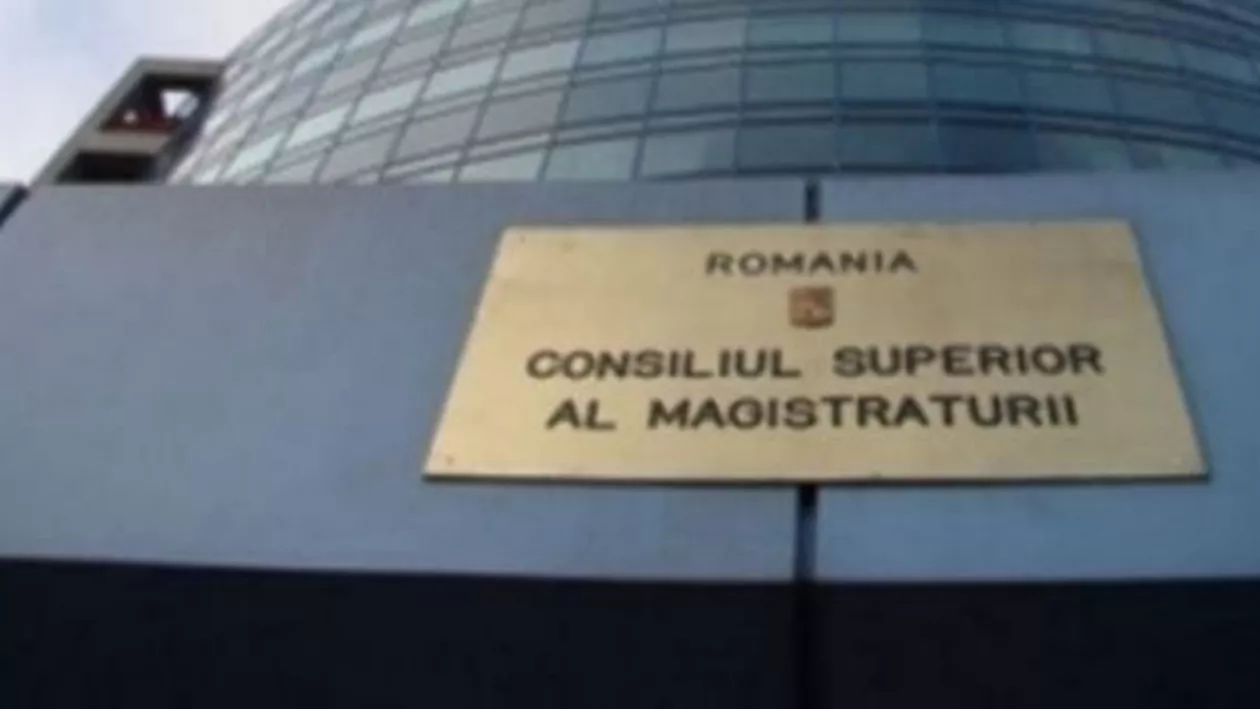 ROMANIA
CONSILIUL SUPERIOR
AL MAGISTRATURII